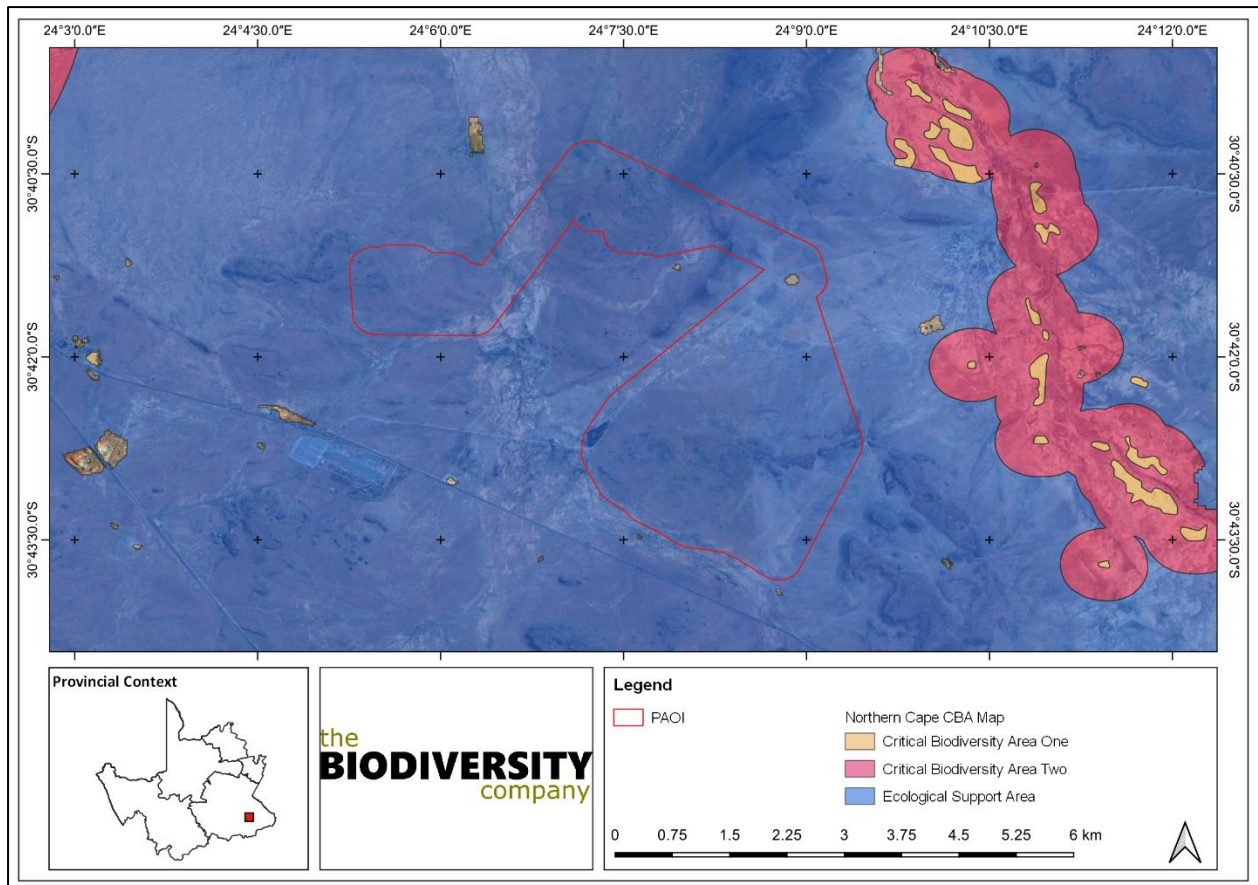 24°3'0.0"E 24°4'30.0"E 24°6'0.0"E 24°7'30.0"E 24°9'0.0"E 24°10'30.0"E 24°12'0.0"E
30°40'30.0"S 30°40'30.0"S
30°42'0.0"S 30°42'0.0"S
30°43'30.0"S 30°43'30.0"S
Provincial Context
the
BIODIVERSITY
company
Legend
PAOI
Northern Cape CBA Map
Critical Biodiversity Area One
Critical Biodiversity Area Two
Ecological Support Area
0 0.75 1.5 2.25 3 3.75 4.5 5.25 6 km